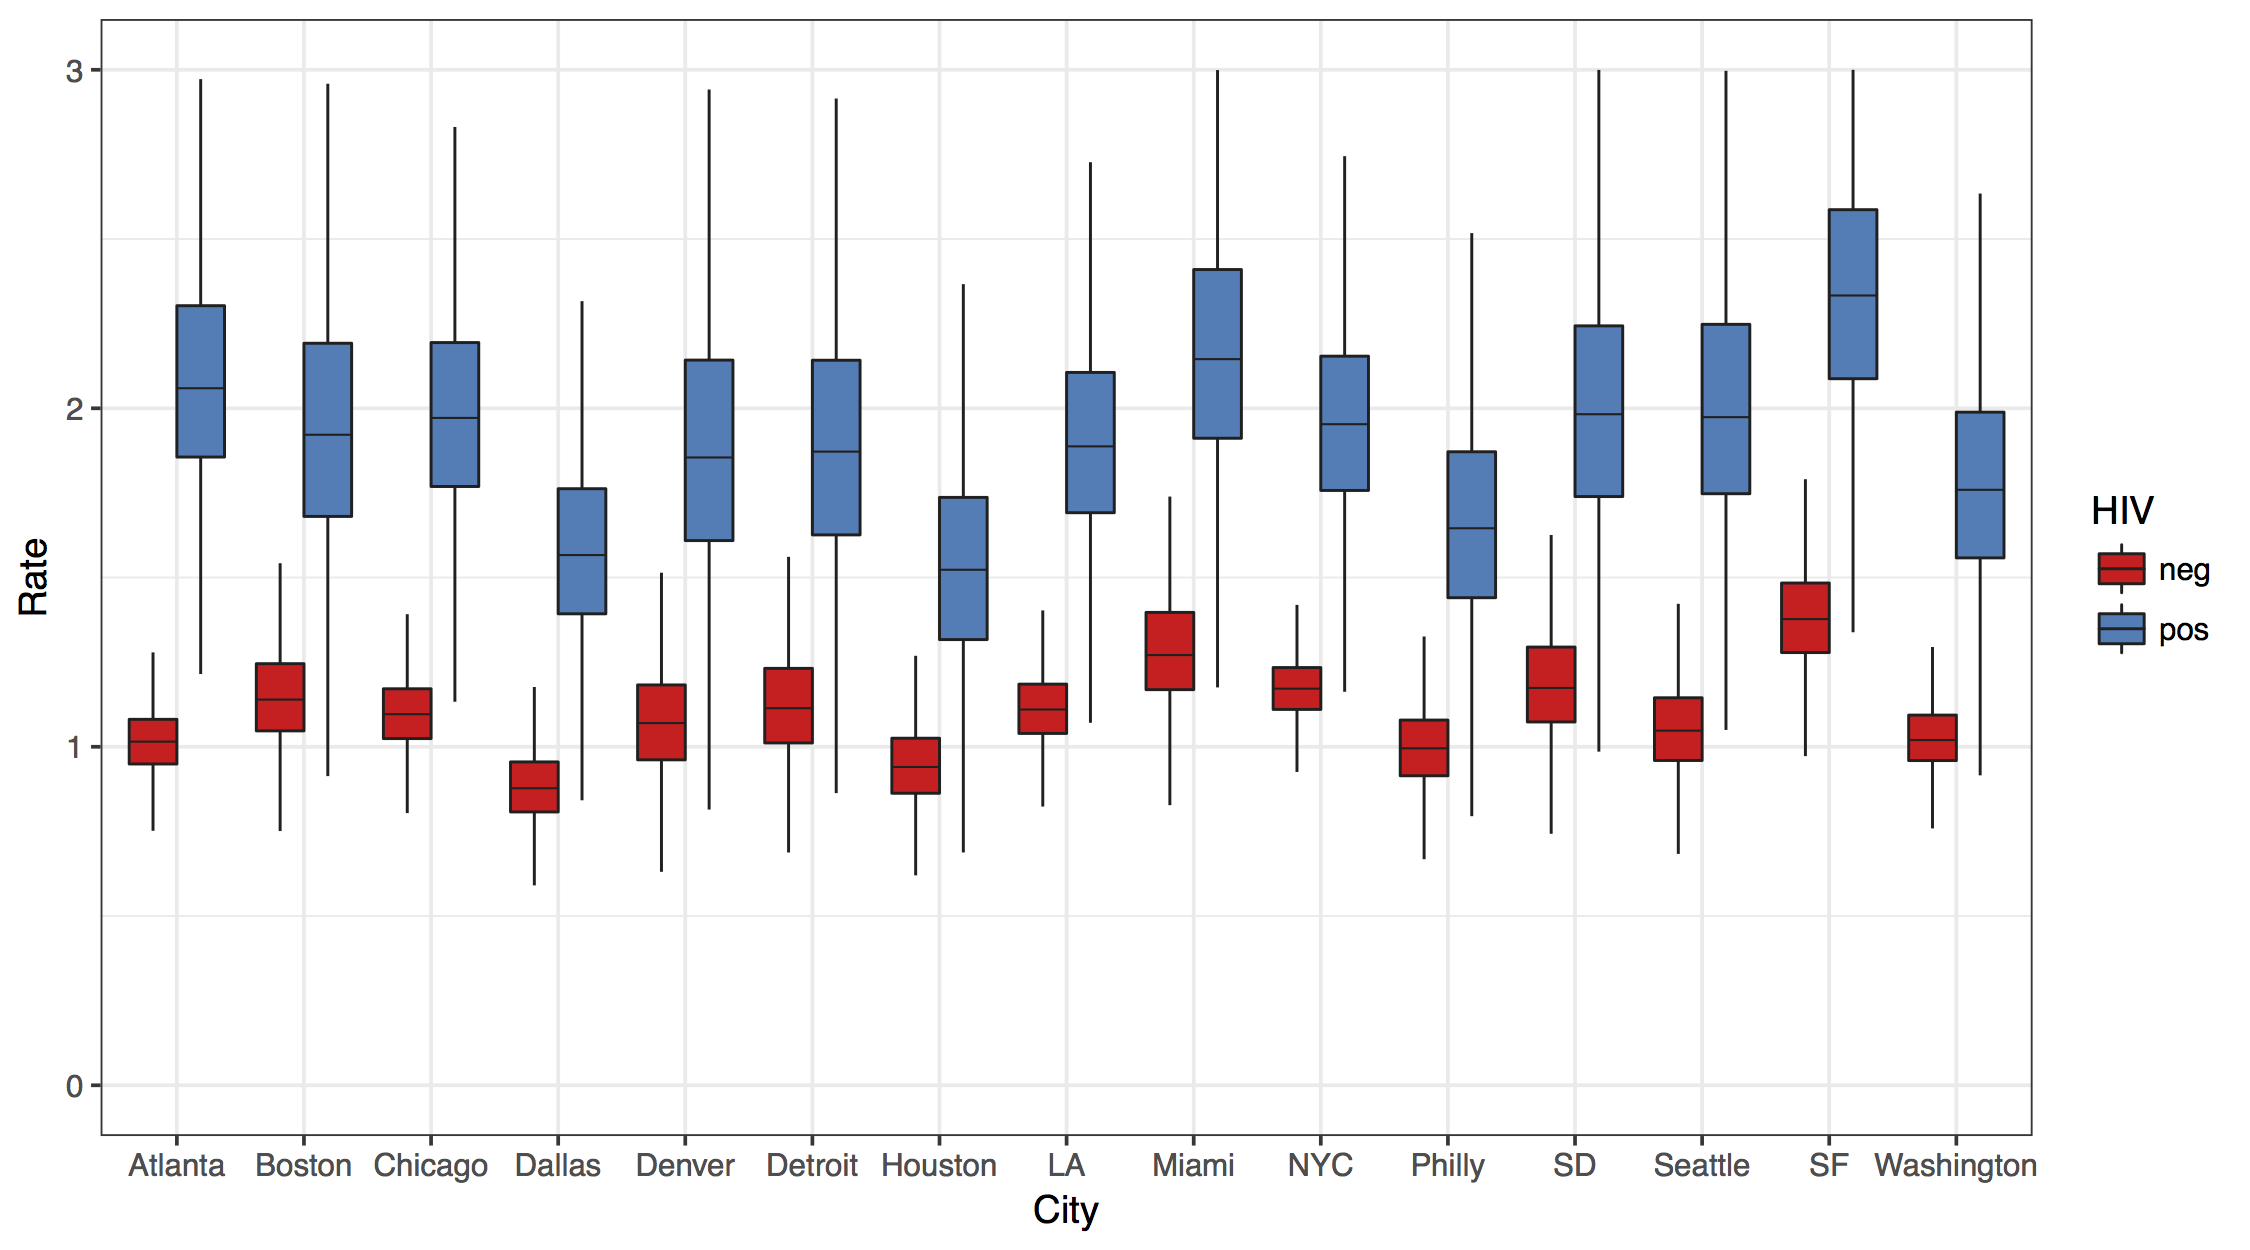 3
2
1
0
Rate
Atlanta Boston Chicago Dallas Denver Detroit Houston LA Miami NYC Philly SD Seattle SF Washington
City
HIV
neg
pos